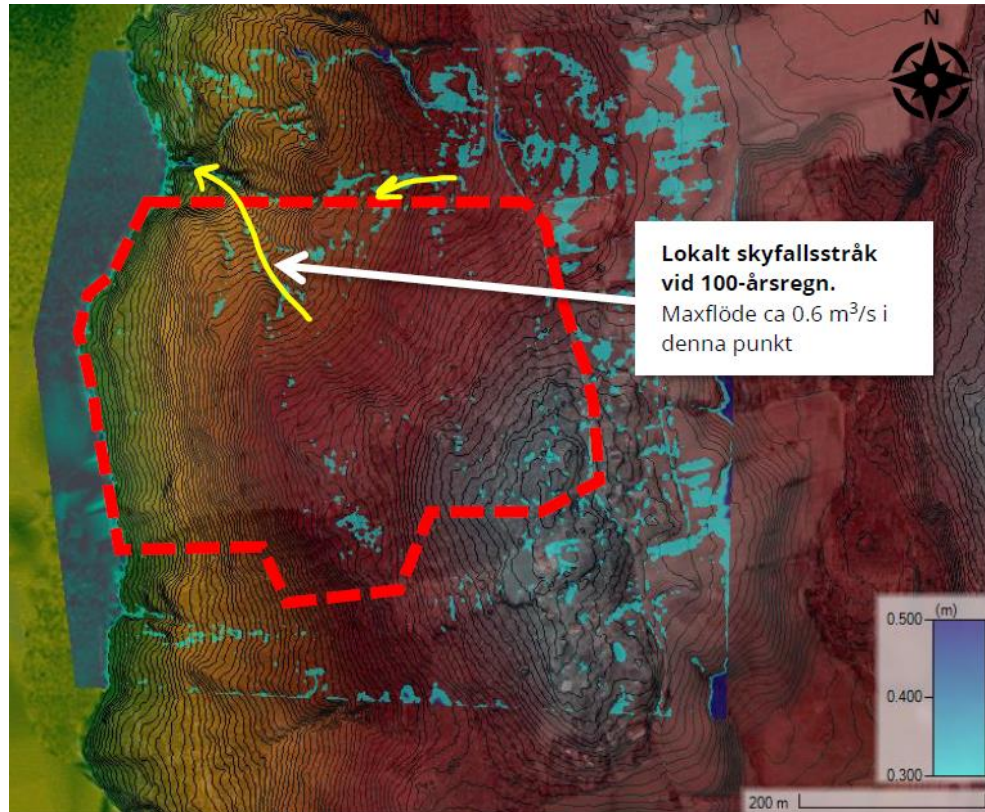 N
Lokalt skyfallsstråk
vid 100-årsregn.
Maxflöde ca 0.6 m³/s i
denna punkt
(m)
0.500
0.400
0.300
200 m